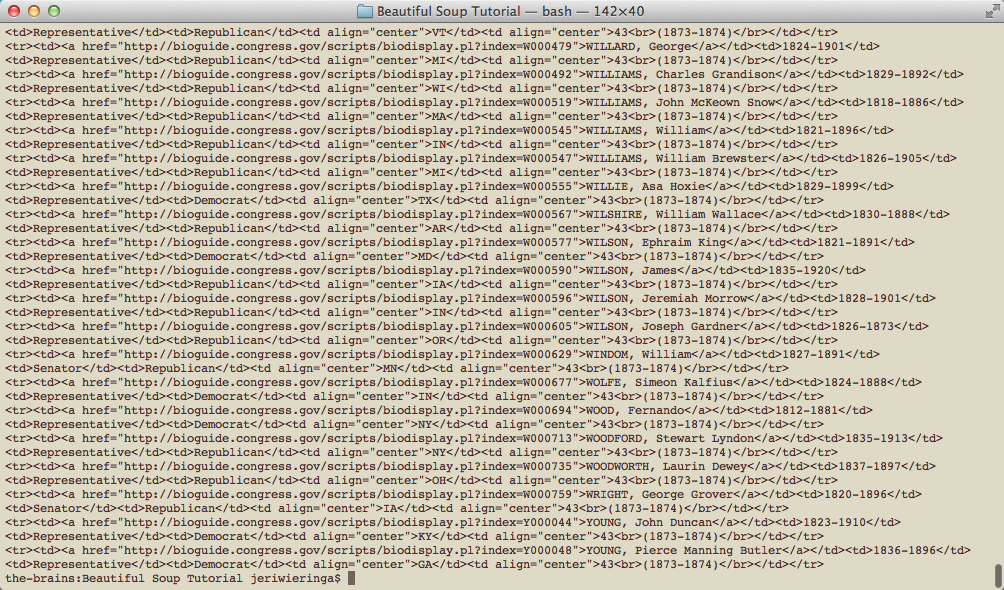 Beautiful Soup Tutorial — bash — 142×40
<td>Representative</td><td>Republican</td><td align="center">VT</td><td align="center">43<br>(1873-1874)</br></td></tr>
<tr><td><a href="http://bioguide.congress.gov/scripts/biodisplay.pl?index=W000479">WILLARD, George</a></td><td>1824-1901</td>
<td>Representative</td><td>Republican</td><td align="center">MI</td><td align="center">43<br>(1873-1874)</br></td></tr>
<tr><td><a href="http://bioguide.congress.gov/scripts/biodisplay.pl?index=W000492">WILLIAMS, Charles Grandison</a></td><td>1829-1892</td>
<td>Representative</td><td>Republican</td><td align="center">WI</td><td align="center">43<br>(1873-1874)</br></td></tr>
<tr><td><a href="http://bioguide.congress.gov/scripts/biodisplay.pl?index=W000519">WILLIAMS, John McKeown Snow</a></td><td>1818-1886</td>
<td>Representative</td><td>Republican</td><td align="center">MA</td><td align="center">43<br>(1873-1874)</br></td></tr>
<tr><td><a href="http://bioguide.congress.gov/scripts/biodisplay.pl?index=W000545">WILLIAMS, William</a></td><td>1821-1896</td>
<td>Representative</td><td>Republican</td><td align="center">IN</td><td align="center">43<br>(1873-1874)</br></td></tr>
<tr><td><a href="http://bioguide.congress.gov/scripts/biodisplay.pl?index=W000547">WILLIAMS, William Brewster</a></td><td>1826-1905</td>
<td>Representative</td><td>Republican</td><td align="center">MI</td><td align="center">43<br>(1873-1874)</br></td></tr>
<tr><td><a href="http://bioguide.congress.gov/scripts/biodisplay.pl?index=W000555">WILLIE, Asa Hoxie</a></td><td>1829-1899</td>
<td>Representative</td><td>Democrat</td><td align="center">TX</td><td align="center">43<br>(1873-1874)</br></td></tr>
<tr><td><a href="http://bioguide.congress.gov/scripts/biodisplay.pl?index=W000567">WILSHIRE, William Wallace</a></td><td>1830-1888</td>
<td>Representative</td><td>Republican</td><td align="center">AR</td><td align="center">43<br>(1873-1874)</br></td></tr>
<tr><td><a href="http://bioguide.congress.gov/scripts/biodisplay.pl?index=W000577">WILSON, Ephraim King</a></td><td>1821-1891</td>
<td>Representative</td><td>Democrat</td><td align="center">MD</td><td align="center">43<br>(1873-1874)</br></td></tr>
<tr><td><a href="http://bioguide.congress.gov/scripts/biodisplay.pl?index=W000590">WILSON, James</a></td><td>1835-1920</td>
<td>Representative</td><td>Republican</td><td align="center">IA</td><td align="center">43<br>(1873-1874)</br></td></tr>
<tr><td><a href="http://bioguide.congress.gov/scripts/biodisplay.pl?index=W000596">WILSON, Jeremiah Morrow</a></td><td>1828-1901</td>
<td>Representative</td><td>Republican</td><td align="center">IN</td><td align="center">43<br>(1873-1874)</br></td></tr>
<tr><td><a href="http://bioguide.congress.gov/scripts/biodisplay.pl?index=W000605">WILSON, Joseph Gardner</a></td><td>1826-1873</td>
<td>Representative</td><td>Republican</td><td align="center">OR</td><td align="center">43<br>(1873-1874)</br></td></tr>
<tr><td><a href="http://bioguide.congress.gov/scripts/biodisplay.pl?index=W000629">WINDOM, William</a></td><td>1827-1891</td>
<td>Senator</td><td>Republican</td><td align="center">MN</td><td align="center">43<br>(1873-1874)</br></td></tr>
<tr><td><a href="http://bioguide.congress.gov/scripts/biodisplay.pl?index=W000677">WOLFE, Simeon Kalfius</a></td><td>1824-1888</td>
<td>Representative</td><td>Democrat</td><td align="center">IN</td><td align="center">43<br>(1873-1874)</br></td></tr>
<tr><td><a href="http://bioguide.congress.gov/scripts/biodisplay.pl?index=W000694">WOOD, Fernando</a></td><td>1812-1881</td>
<td>Representative</td><td>Democrat</td><td align="center">NY</td><td align="center">43<br>(1873-1874)</br></td></tr>
<tr><td><a href="http://bioguide.congress.gov/scripts/biodisplay.pl?index=W000713">WOODFORD, Stewart Lyndon</a></td><td>1835-1913</td>
<td>Representative</td><td>Republican</td><td align="center">NY</td><td align="center">43<br>(1873-1874)</br></td></tr>
<tr><td><a href="http://bioguide.congress.gov/scripts/biodisplay.pl?index=W000735">WOODWORTH, Laurin Dewey</a></td><td>1837-1897</td>
<td>Representative</td><td>Republican</td><td align="center">OH</td><td align="center">43<br>(1873-1874)</br></td></tr>
<tr><td><a href="http://bioguide.congress.gov/scripts/biodisplay.pl?index=W000759">WRIGHT, George Grover</a></td><td>1820-1896</td>
<td>Senator</td><td>Republican</td><td align="center">IA</td><td align="center">43<br>(1873-1874)</br></td></tr>
<tr><td><a href="http://bioguide.congress.gov/scripts/biodisplay.pl?index=Y000044">YOUNG, John Duncan</a></td><td>1823-1910</td>
<td>Representative</td><td>Democrat</td><td align="center">KY</td><td align="center">43<br>(1873-1874)</br></td></tr>
<tr><td><a href="http://bioguide.congress.gov/scripts/biodisplay.pl?index=Y000048">YOUNG, Pierce Manning Butler</a></td><td>1836-1896</td>
<td>Representative</td><td>Democrat</td><td align="center">GA</td><td align="center">43<br>(1873-1874)</br></td></tr>
the-brains:Beautiful Soup Tutorial jeriwieringa$